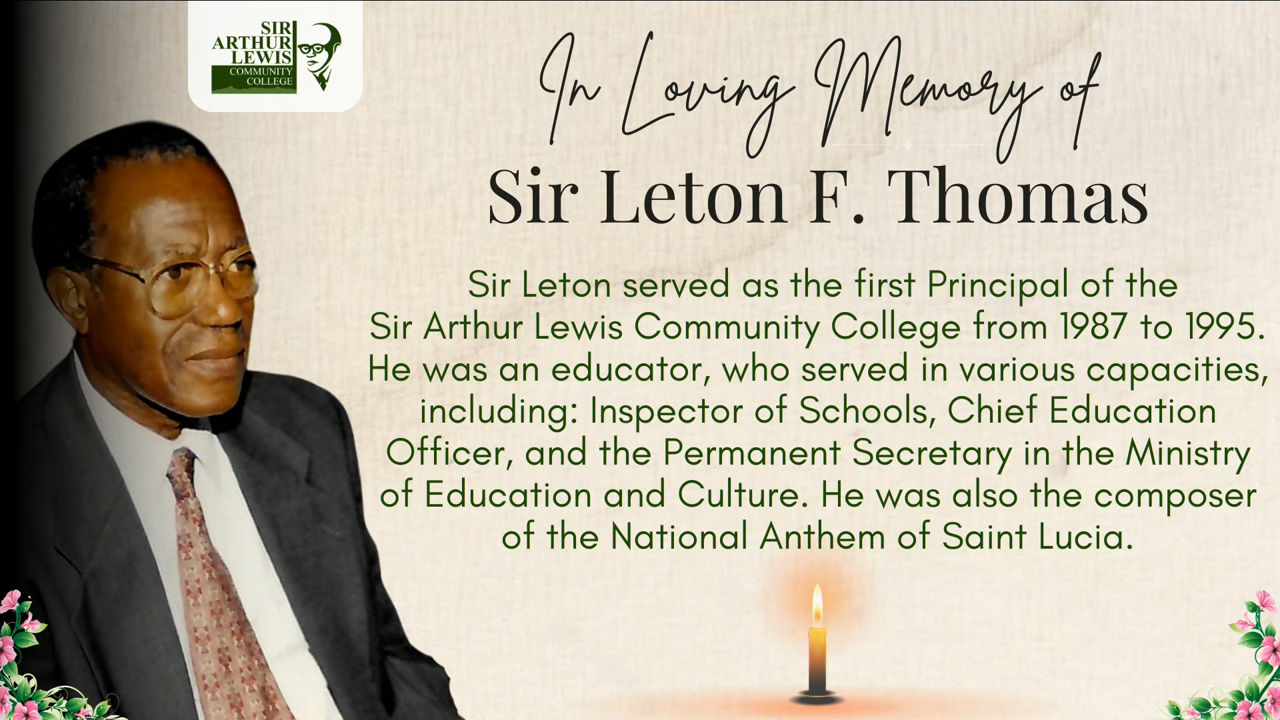 SIR
ARTHUR
LEWIS
COMMUNITY
COLLEGE
In Loving Memory of
Sir Leton F. Thomas
Sir Leton served as the first Principal of the
Sir Arthur Lewis Community College from 1987 to 1995.
He was an educator, who served in various capacities,
including: Inspector of Schools, Chief Education
Officer, and the Permanent Secretary in the Ministry
of Education and Culture. He was also the composer
of the National Anthem of Saint Lucia.